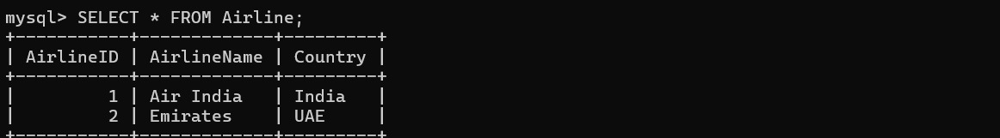 mysql> SELECT * FROM Airline;
+-----------+-------------+---------+
| AirlineID | AirlineName | Country |
+-----------+-------------+---------+
|         1 | Air India   | India   |
|         2 | Emirates    | UAE     |
+-----------+-------------+---------+